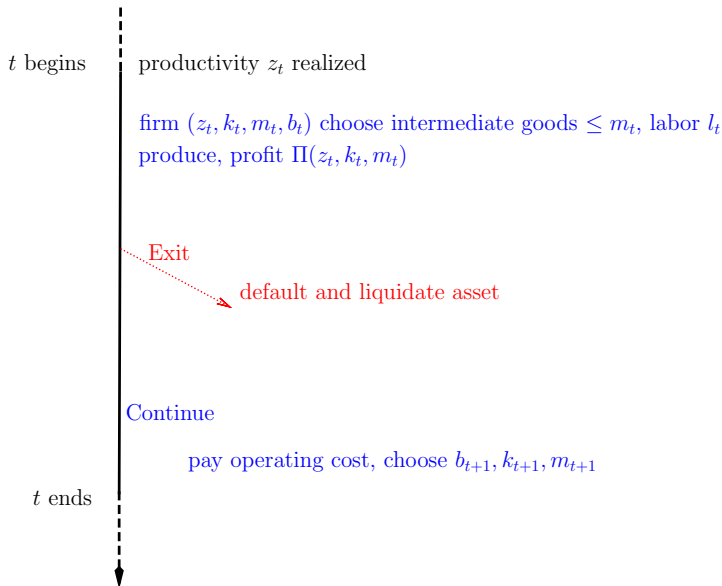 t begins productivity z_t realized
firm (z_t, k_t, m_t, b_t) choose intermediate goods ≤ m_t, labor l_t
produce, profit Π(z_t, k_t, m_t)
Exit
default and liquidate asset
Continue
pay operating cost, choose b_{t+1}, k_{t+1}, m_{t+1}
t ends